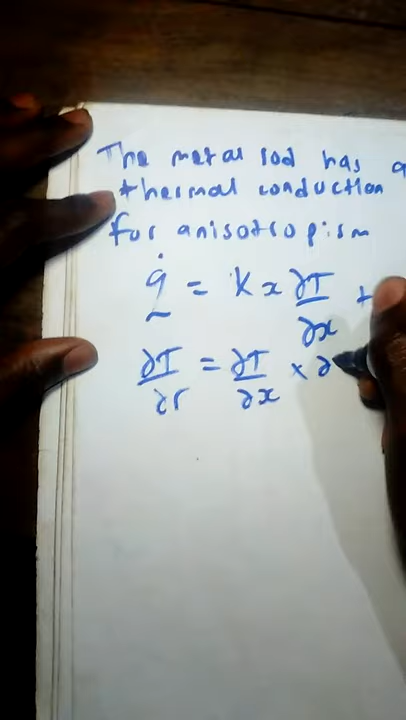 The metal rod has a
thermal conduction
for anisotropism
q̇ = Kx ∂T/∂x +
∂T/∂r = ∂T/∂x × ∂